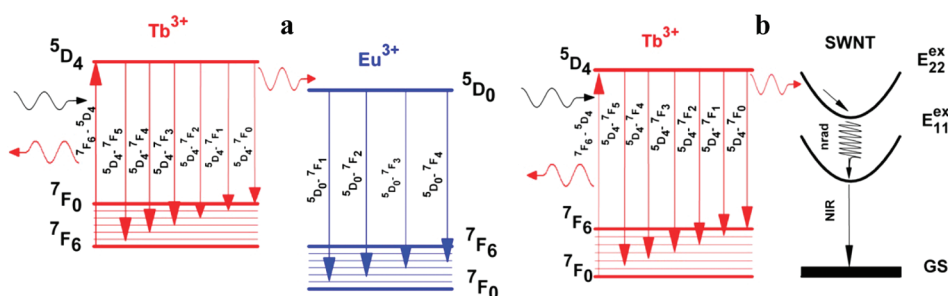 Tb³⁺
a
⁵D₄
Eu³⁺
⁵D₀
⁷F₆ - ⁵D₄
⁵D₄- ⁷F₅
⁵D₄- ⁷F₄
⁵D₄- ⁷F₃
⁵D₄- ⁷F₂
⁵D₄- ⁷F₁
⁵D₄- ⁷F₀
⁵D₀- ⁷F₁
⁵D₀- ⁷F₂
⁵D₀- ⁷F₃
⁵D₀- ⁷F₄
⁷F₀
⁷F₆
⁷F₆
⁷F₀
Tb³⁺
b
SWNT
⁵D₄
E₂₂ᵉˣ
E₁₁ᵉˣ
⁷F₆ - ⁵D₄
⁵D₄- ⁷F₅
⁵D₄- ⁷F₄
⁵D₄- ⁷F₃
⁵D₄- ⁷F₂
⁵D₄- ⁷F₁
⁵D₄- ⁷F₀
nrad
NIR
⁷F₆
⁷F₀
GS